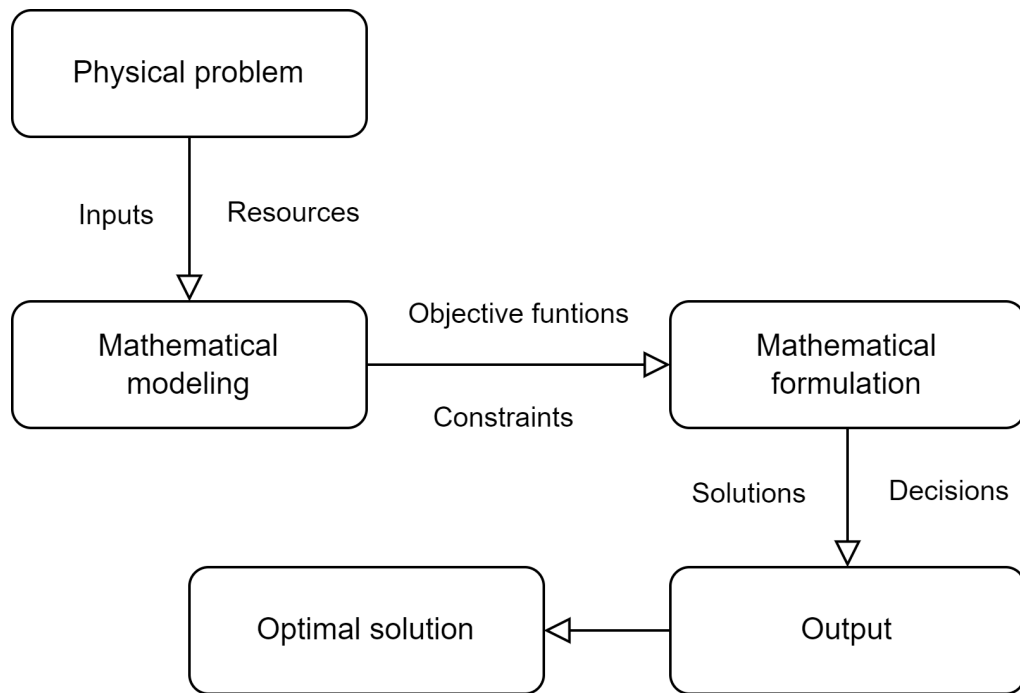 Physical problem
Inputs
Resources
Mathematical
modeling
Objective funtions
Constraints
Mathematical
formulation
Solutions
Decisions
Optimal solution
Output